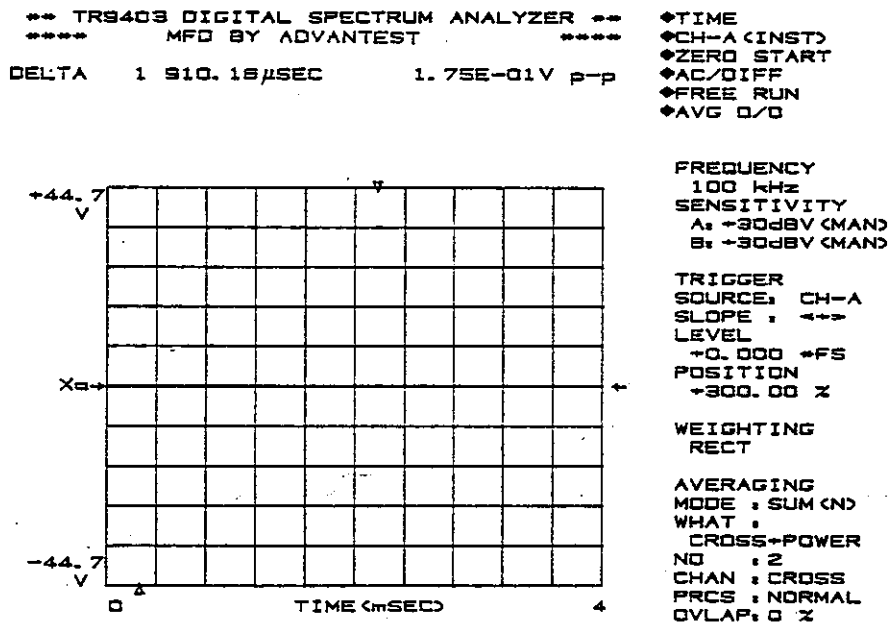 ** TR9403 DIGITAL SPECTRUM ANALYZER **
**** MFD BY ADVANTEST ****
DELTA 1 910.16µSEC 1.75E-01V p-p
◆TIME
◆CH-A(INST)
◆ZERO START
◆AC/DIFF
◆FREE RUN
◆AVG 0/0
FREQUENCY
100 kHz
SENSITIVITY
A: +30dBV(MAN)
B: +30dBV(MAN)
TRIGGER
SOURCE: CH-A
SLOPE : <+>
LEVEL
+0.000 *FS
POSITION
+300.00 %
WEIGHTING
RECT
AVERAGING
MODE : SUM(N)
WHAT :
CROSS+POWER
NO : 2
CHAN : CROSS
PRCS : NORMAL
OVLAP: 0 %
+44.7
V
X
-44.7
V
0 TIME(mSEC) 4